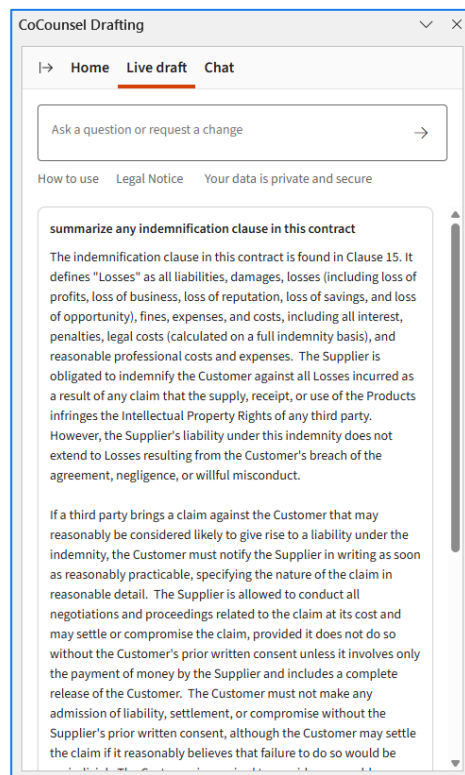 CoCounsel Drafting
Home Live draft Chat
Ask a question or request a change
How to use Legal Notice Your data is private and secure
summarize any indemnification clause in this contract
The indemnification clause in this contract is found in Clause 15. It
defines "Losses" as all liabilities, damages, losses (including loss of
profits, loss of business, loss of reputation, loss of savings, and loss
of opportunity), fines, expenses, and costs, including all interest,
penalties, legal costs (calculated on a full indemnity basis), and
reasonable professional costs and expenses. The Supplier is
obligated to indemnify the Customer against all Losses incurred as
a result of any claim that the supply, receipt, or use of the Products
infringes the Intellectual Property Rights of any third party.
However, the Supplier's liability under this indemnity does not
extend to Losses resulting from the Customer's breach of the
agreement, negligence, or willful misconduct.
If a third party brings a claim against the Customer that may
reasonably be considered likely to give rise to a liability under the
indemnity, the Customer must notify the Supplier in writing as soon
as reasonably practicable, specifying the nature of the claim in
reasonable detail. The Supplier is allowed to conduct all
negotiations and proceedings related to the claim at its cost and
may settle or compromise the claim, provided it does not do so
without the Customer's prior written consent unless it involves only
the payment of money by the Supplier and includes a complete
release of the Customer. The Customer must not make any
admission of liability, settlement, or compromise without the
Supplier's prior written consent, although the Customer may settle
the claim if it reasonably believes that failure to do so would be